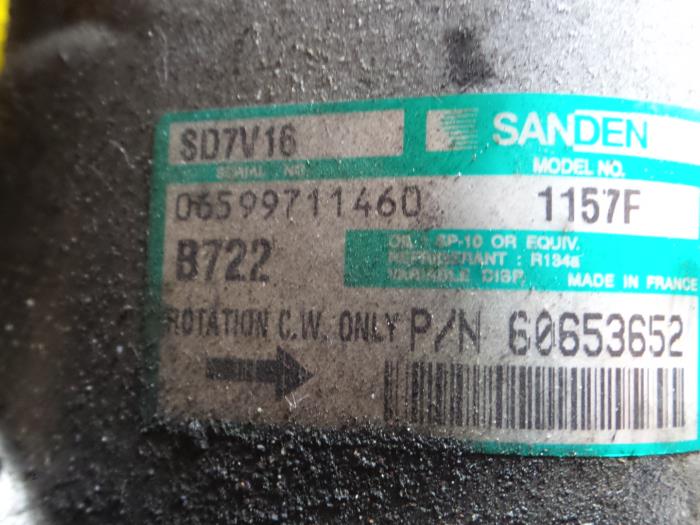 SD7V16
SANDEN
SERIAL NO.
MODEL NO.
06599711460
1157F
B722
OIL : SP-10 OR EQUIV.
REFRIGERANT : R134a
VARIABLE DISP.
MADE IN FRANCE
ROTATION C.W. ONLY
P/N 60653652